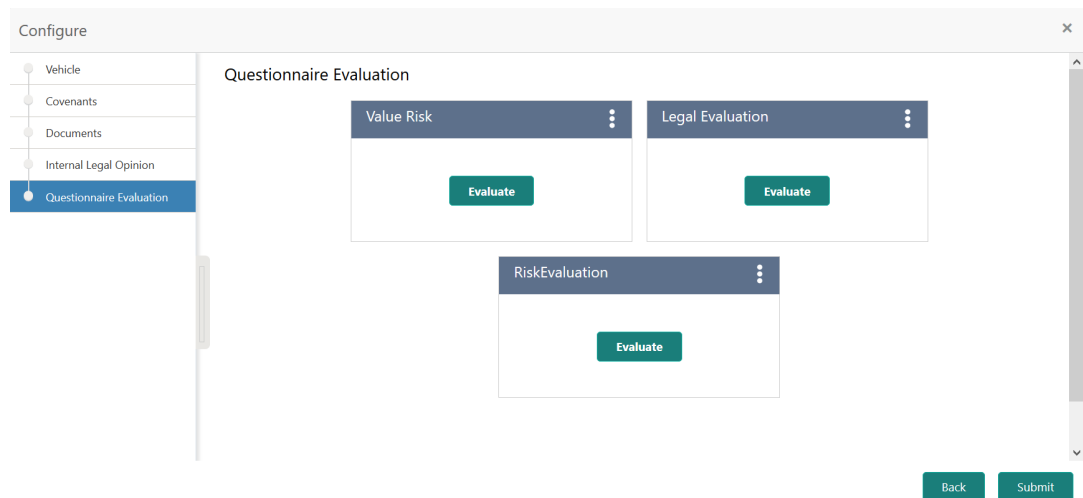 Configure
Vehicle
Covenants
Documents
Internal Legal Opinion
Questionnaire Evaluation
Questionnaire Evaluation
Value Risk
Evaluate
Legal Evaluation
Evaluate
RiskEvaluation
Evaluate
Back
Submit